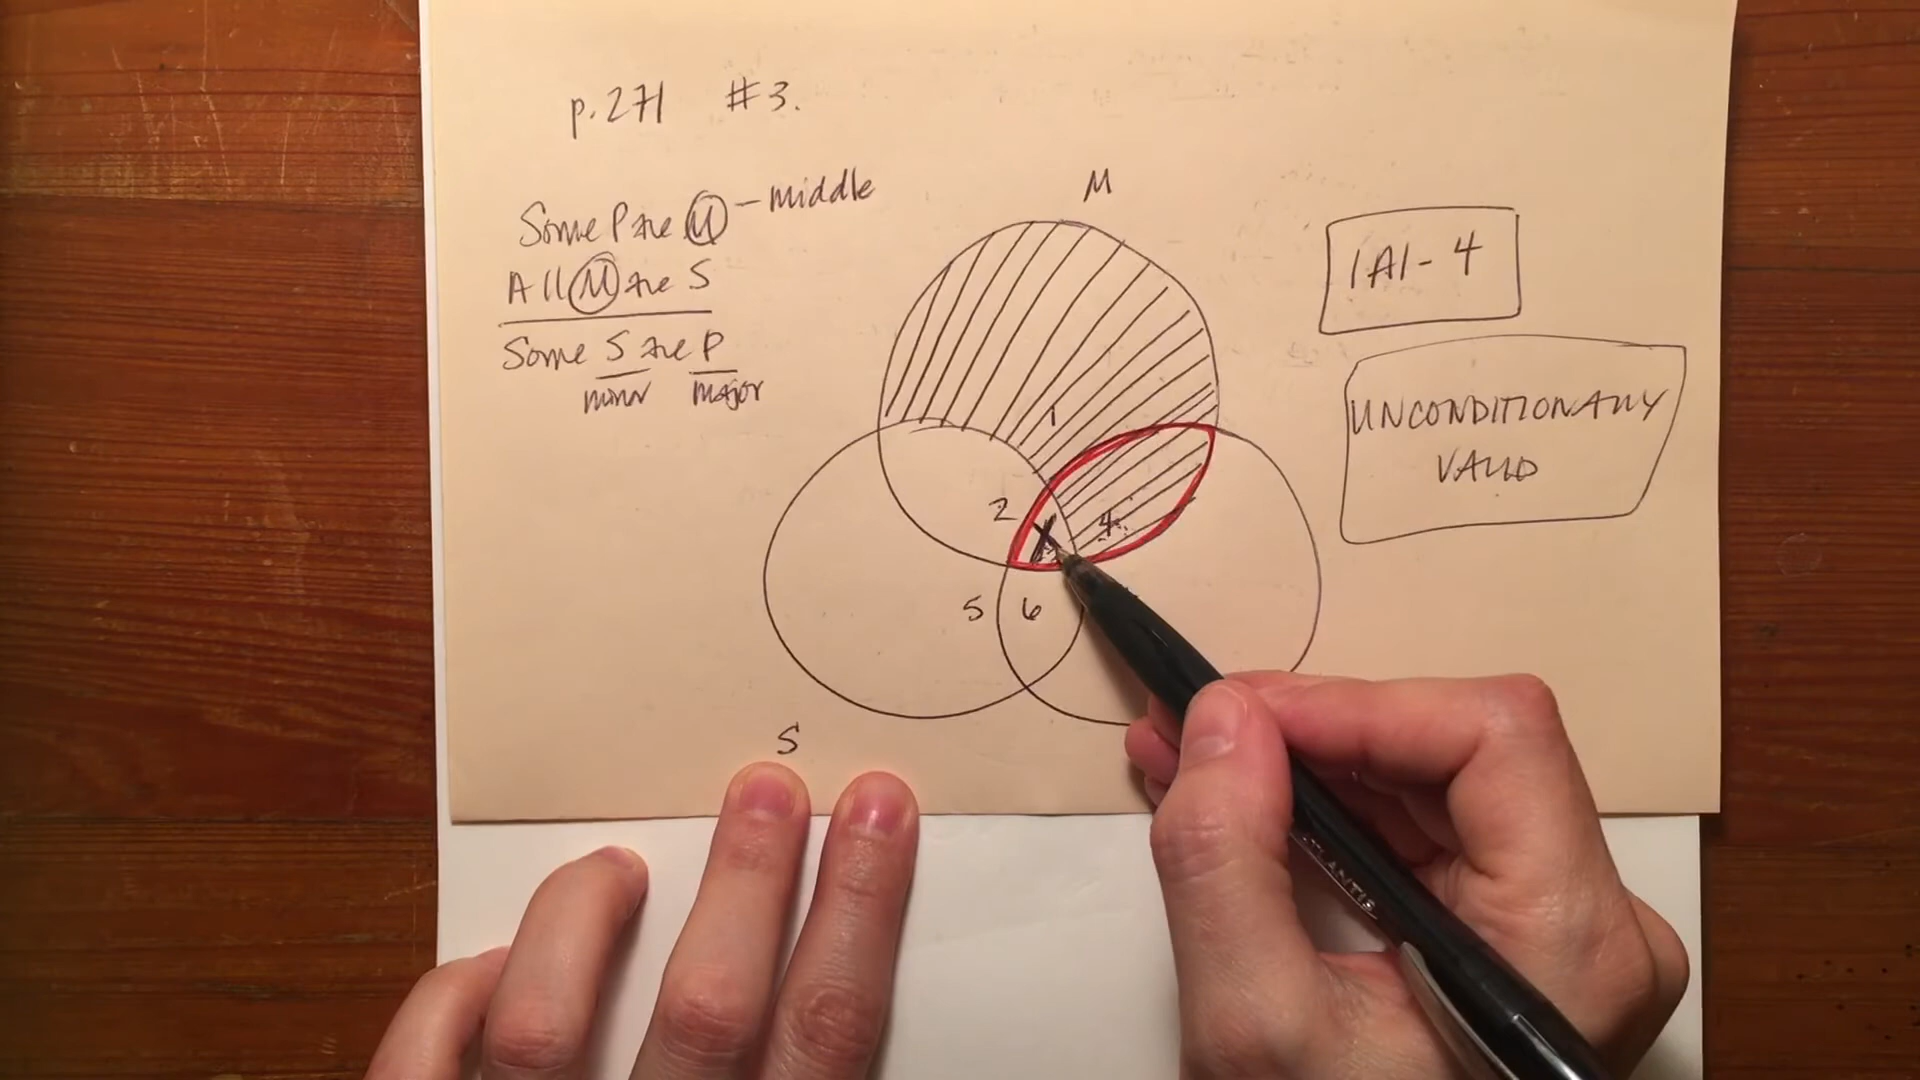 p.271 #3.
Some P are M - middle
All M are S
Some S are P
minor major
M
IAI-4
UNCONDITIONALLY
VALID
1
2
X
4
5 6
S
ATLANTIS